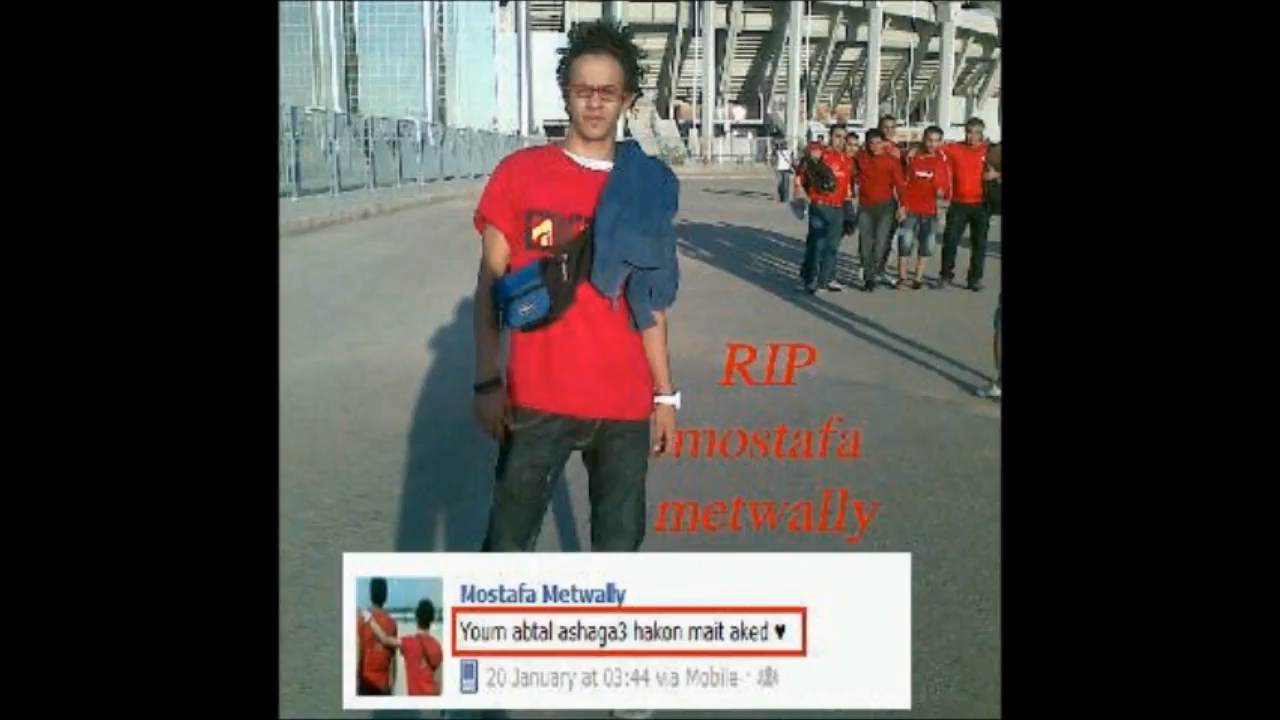 RIP
mostafa
metwally
Mostafa Metwally
Youm abtal ashaga3 hakon mait aked ♥
20 January at 03:44 via Mobile ·